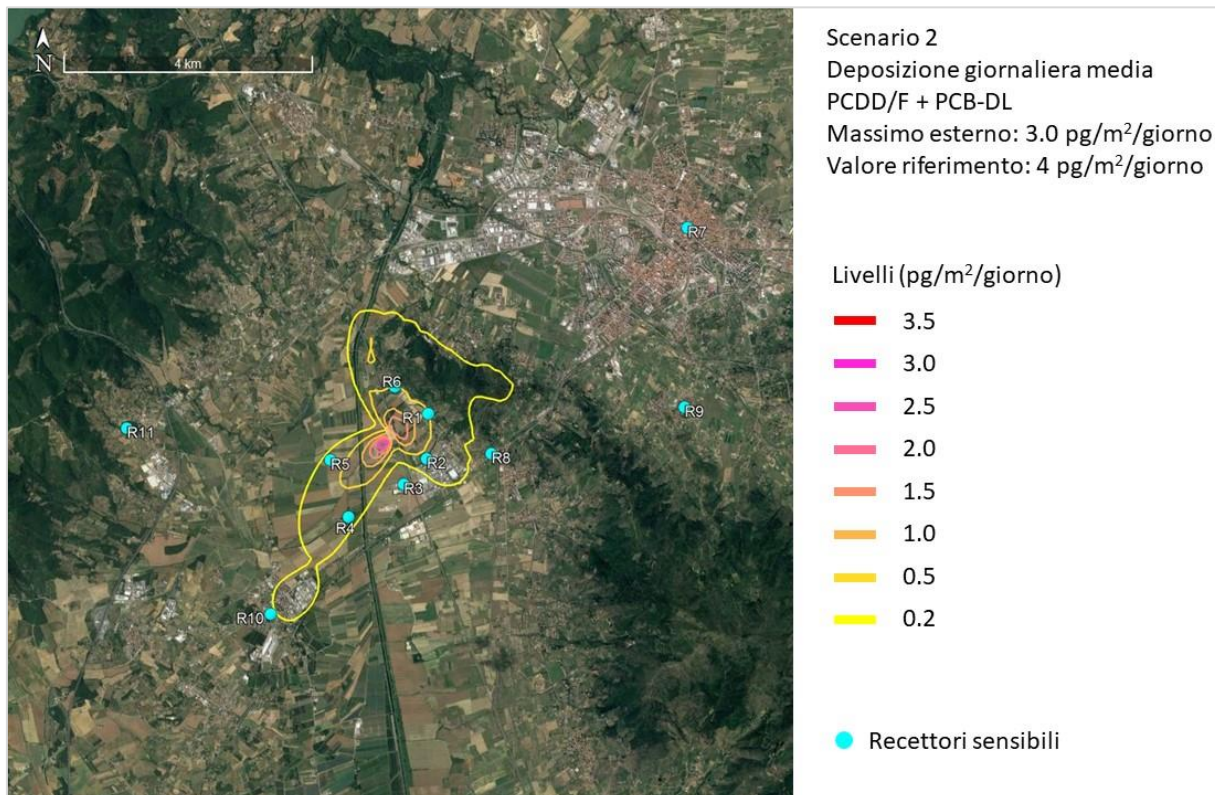 4 km
N
R7
R6
R1
R9
R11
R5
R2
R8
R3
R4
R10
Scenario 2
Deposizione giornaliera media
PCDD/F + PCB-DL
Massimo esterno: 3.0 pg/m²/giorno
Valore riferimento: 4 pg/m²/giorno
Livelli (pg/m²/giorno)
3.5
3.0
2.5
2.0
1.5
1.0
0.5
0.2
Recettori sensibili